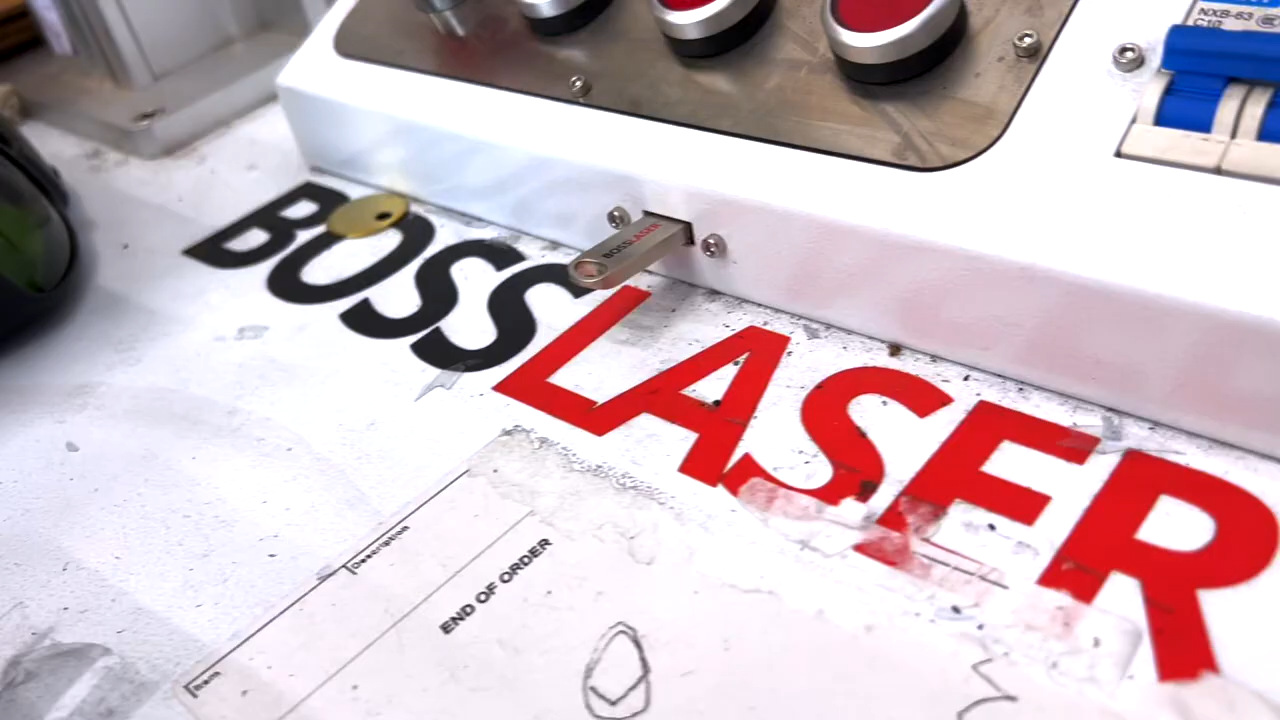 NXB-63
C10
BOSSLASER
BOSS LASER
Description
END OF ORDER
Item